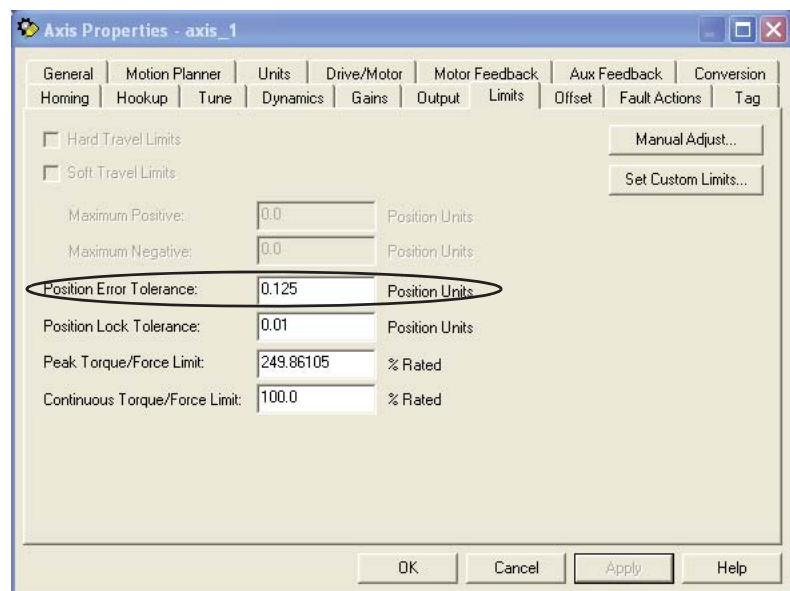 Axis Properties - axis_1
General Motion Planner Units Drive/Motor Motor Feedback Aux Feedback Conversion
Homing Hookup Tune Dynamics Gains Output Limits Offset Fault Actions Tag
Hard Travel Limits
Manual Adjust...
Soft Travel Limits
Set Custom Limits...
Maximum Positive: 0.0 Position Units
Maximum Negative: 0.0 Position Units
Position Error Tolerance: 0.125 Position Units
Position Lock Tolerance: 0.01 Position Units
Peak Torque/Force Limit: 249.86105 % Rated
Continuous Torque/Force Limit: 100.0 % Rated
OK Cancel Apply Help